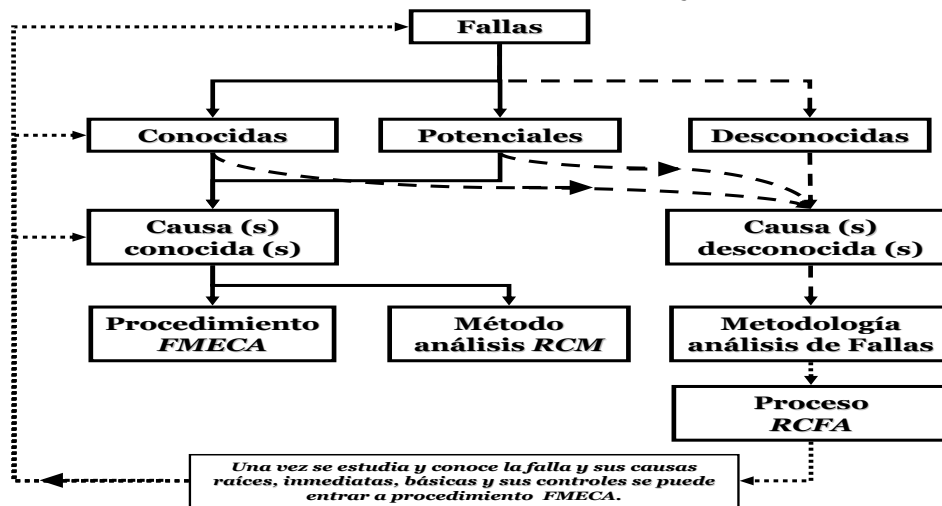 Fallas
Conocidas
Potenciales
Desconocidas
Causa (s)
conocida (s)
Causa (s)
desconocida (s)
Procedimiento
FMECA
Método
análisis RCM
Metodología
análisis de Fallas
Proceso
RCFA
Una vez se estudia y conoce la falla y sus causas
raíces, inmediatas, básicas y sus controles se puede
entrar a procedimiento FMECA.